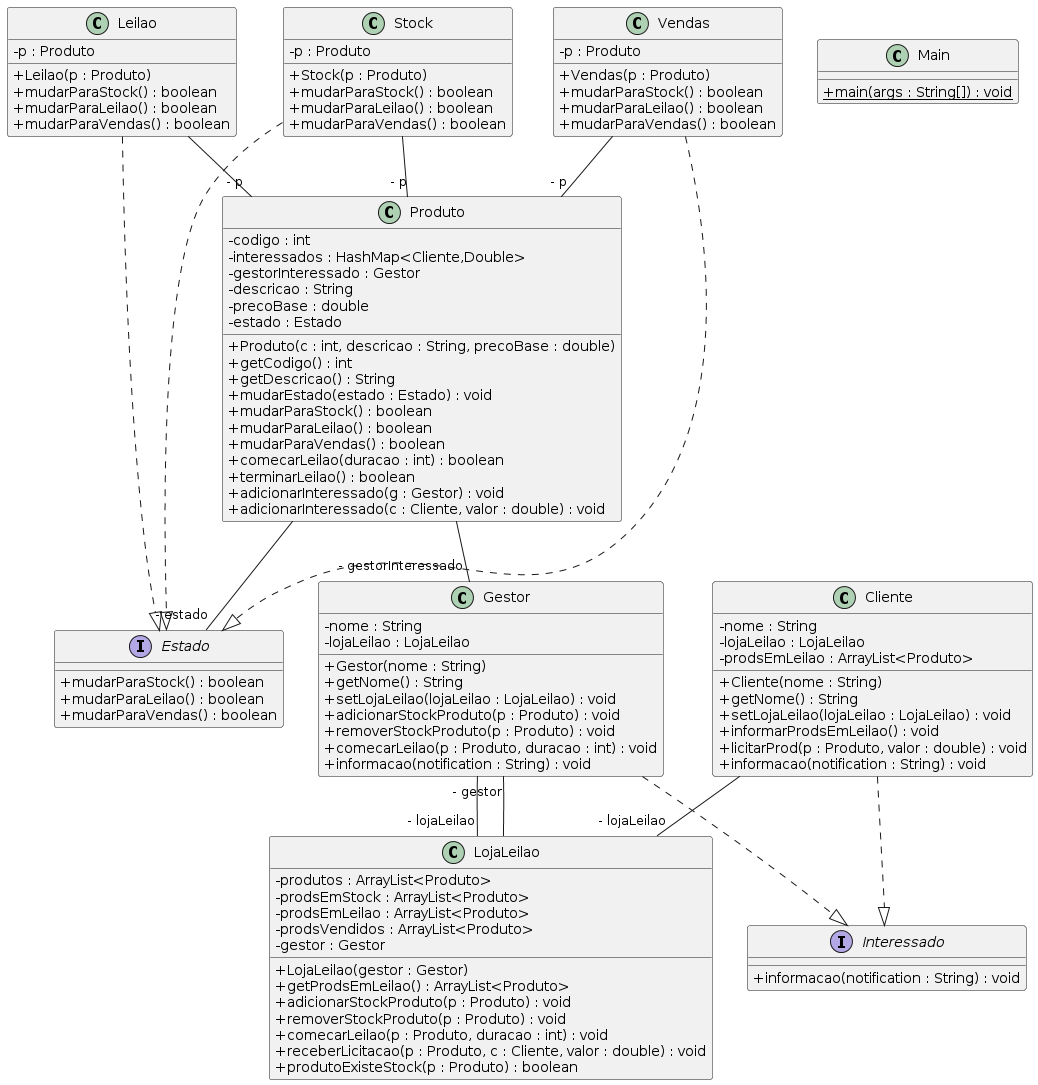 C Leilao
-p : Produto
+Leilao(p : Produto)
+mudarParaStock() : boolean
+mudarParaLeilao() : boolean
+mudarParaVendas() : boolean
C Stock
-p : Produto
+Stock(p : Produto)
+mudarParaStock() : boolean
+mudarParaLeilao() : boolean
+mudarParaVendas() : boolean
C Vendas
-p : Produto
+Vendas(p : Produto)
+mudarParaStock() : boolean
+mudarParaLeilao() : boolean
+mudarParaVendas() : boolean
C Main
+main(args : String[]) : void
- p
- p
- p
C Produto
-codigo : int
-interessados : HashMap<Cliente,Double>
-gestorInteressado : Gestor
-descricao : String
-precoBase : double
-estado : Estado
+Produto(c : int, descricao : String, precoBase : double)
+getCodigo() : int
+getDescricao() : String
+mudarEstado(estado : Estado) : void
+mudarParaStock() : boolean
+mudarParaLeilao() : boolean
+mudarParaVendas() : boolean
+comecarLeilao(duracao : int) : boolean
+terminarLeilao() : boolean
+adicionarInteressado(g : Gestor) : void
+adicionarInteressado(c : Cliente, valor : double) : void
- gestorInteressado
- estado
I Estado
+mudarParaStock() : boolean
+mudarParaLeilao() : boolean
+mudarParaVendas() : boolean
C Gestor
-nome : String
-lojaLeilao : LojaLeilao
+Gestor(nome : String)
+getNome() : String
+setLojaLeilao(lojaLeilao : LojaLeilao) : void
+adicionarStockProduto(p : Produto) : void
+removerStockProduto(p : Produto) : void
+comecarLeilao(p : Produto, duracao : int) : void
+informacao(notification : String) : void
C Cliente
-nome : String
-lojaLeilao : LojaLeilao
-prodsEmLeilao : ArrayList<Produto>
+Cliente(nome : String)
+getNome() : String
+setLojaLeilao(lojaLeilao : LojaLeilao) : void
+informarProdsEmLeilao() : void
+licitarProd(p : Produto, valor : double) : void
+informacao(notification : String) : void
- gestor
- lojaLeilao
- lojaLeilao
C LojaLeilao
-produtos : ArrayList<Produto>
-prodsEmStock : ArrayList<Produto>
-prodsEmLeilao : ArrayList<Produto>
-prodsVendidos : ArrayList<Produto>
-gestor : Gestor
+LojaLeilao(gestor : Gestor)
+getProdsEmLeilao() : ArrayList<Produto>
+adicionarStockProduto(p : Produto) : void
+removerStockProduto(p : Produto) : void
+comecarLeilao(p : Produto, duracao : int) : void
+receberLicitacao(p : Produto, c : Cliente, valor : double) : void
+produtoExisteStock(p : Produto) : boolean
I Interessado
+informacao(notification : String) : void